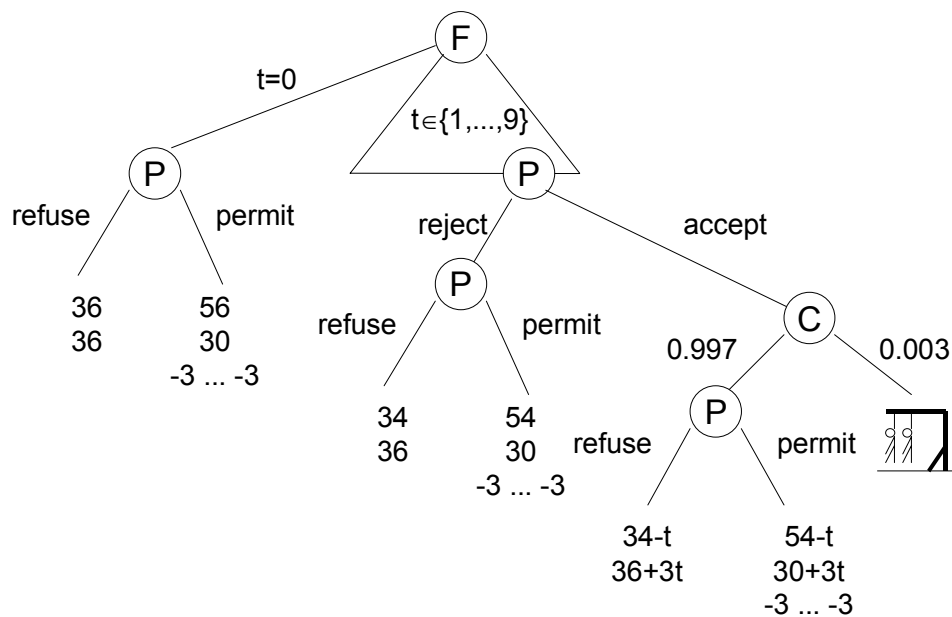 F
t=0
t∈{1,...,9}
P
P
refuse
permit
reject
accept
P
36
56
36
30
-3 ... -3
refuse
permit
C
0.997
0.003
34
54
36
30
-3 ... -3
P
refuse
permit
34-t
54-t
36+3t
30+3t
-3 ... -3